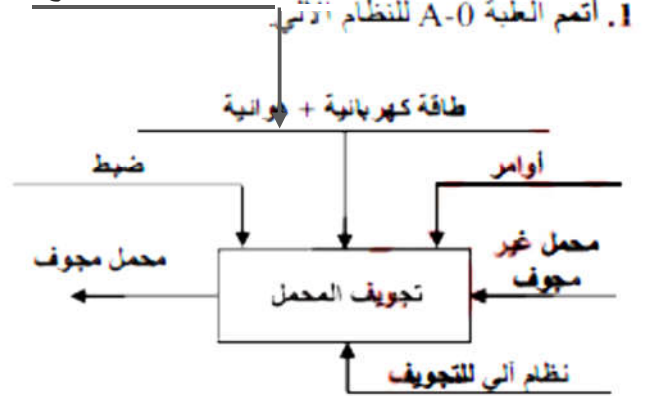 1. أتمم العلبة A-0 للنظام الآلي.
طاقة كهربائية + هوائية
أوامر
ضبط
محمل غير
مجوف
محمل مجوف
تجويف المحمل
نظام آلي للتجويف